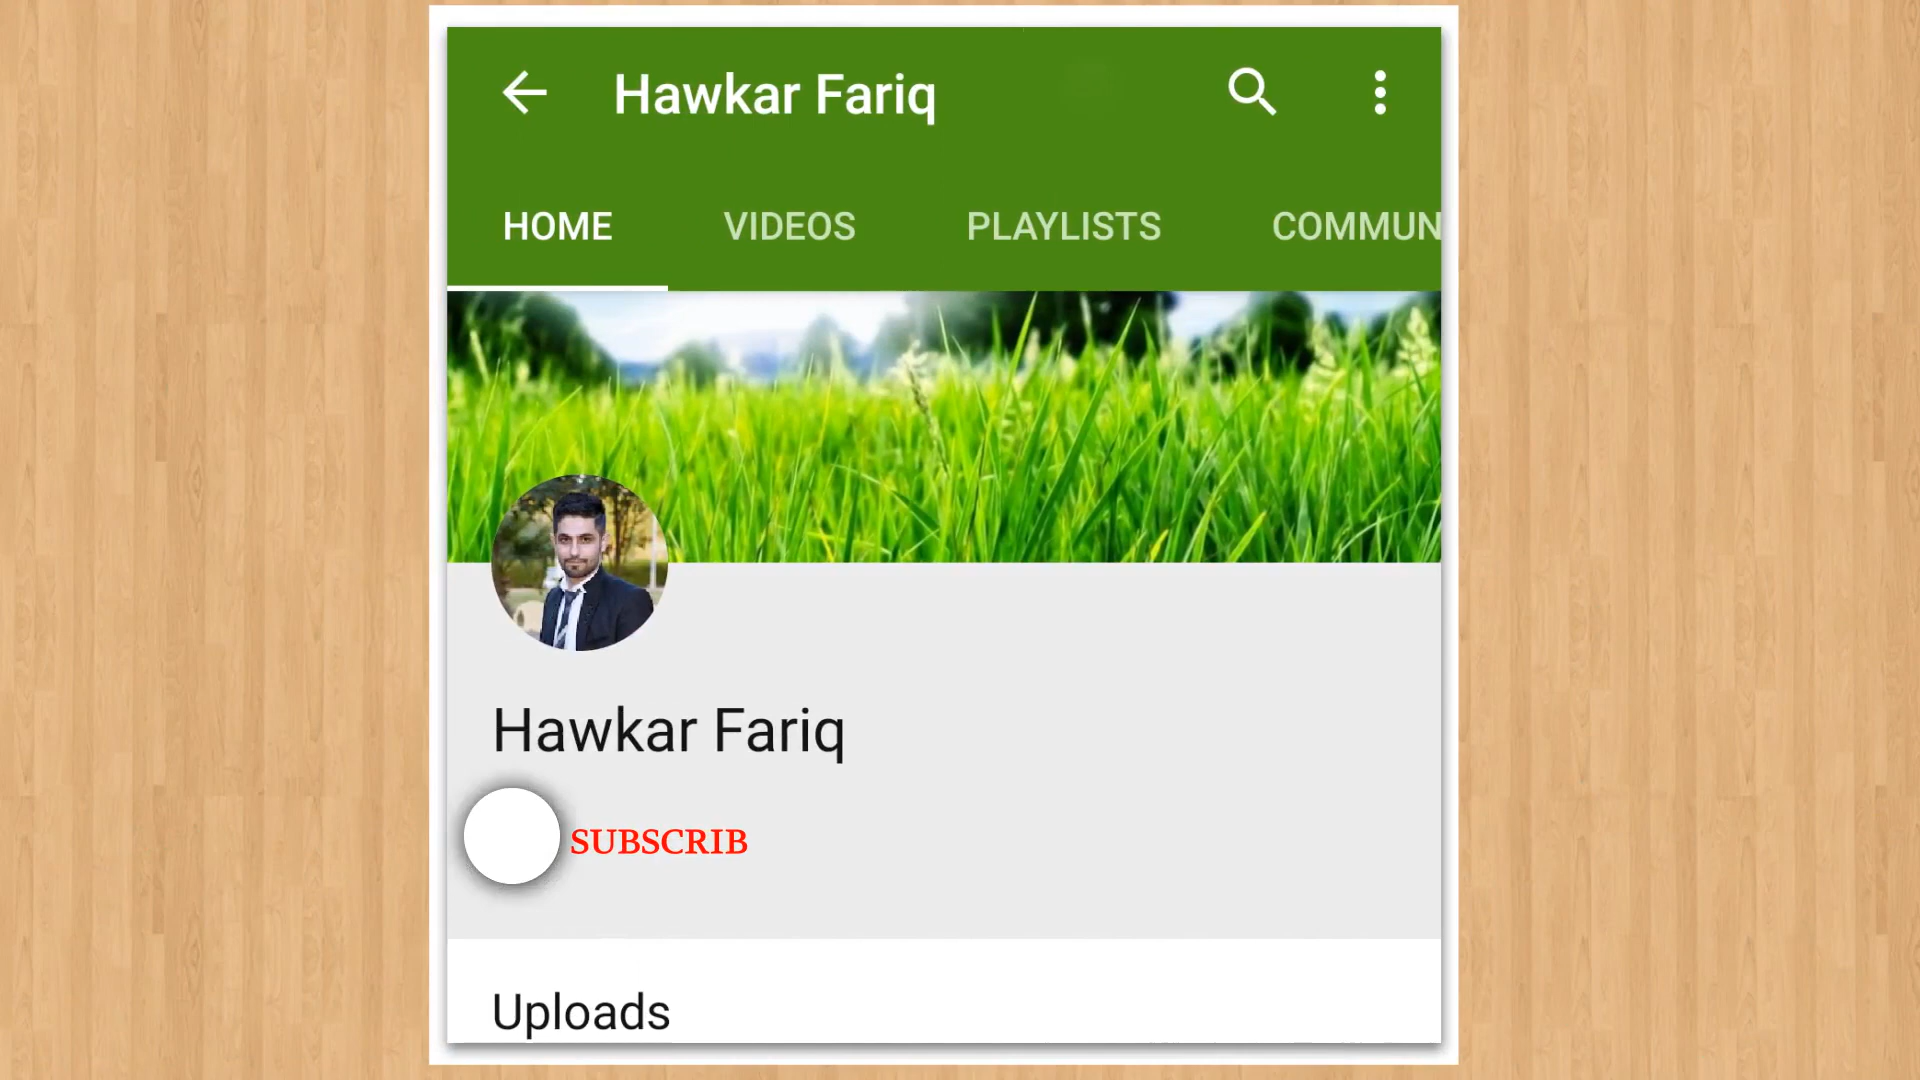 Hawkar Fariq
HOME VIDEOS PLAYLISTS COMMUN
Hawkar Fariq
SUBSCRIB
Uploads